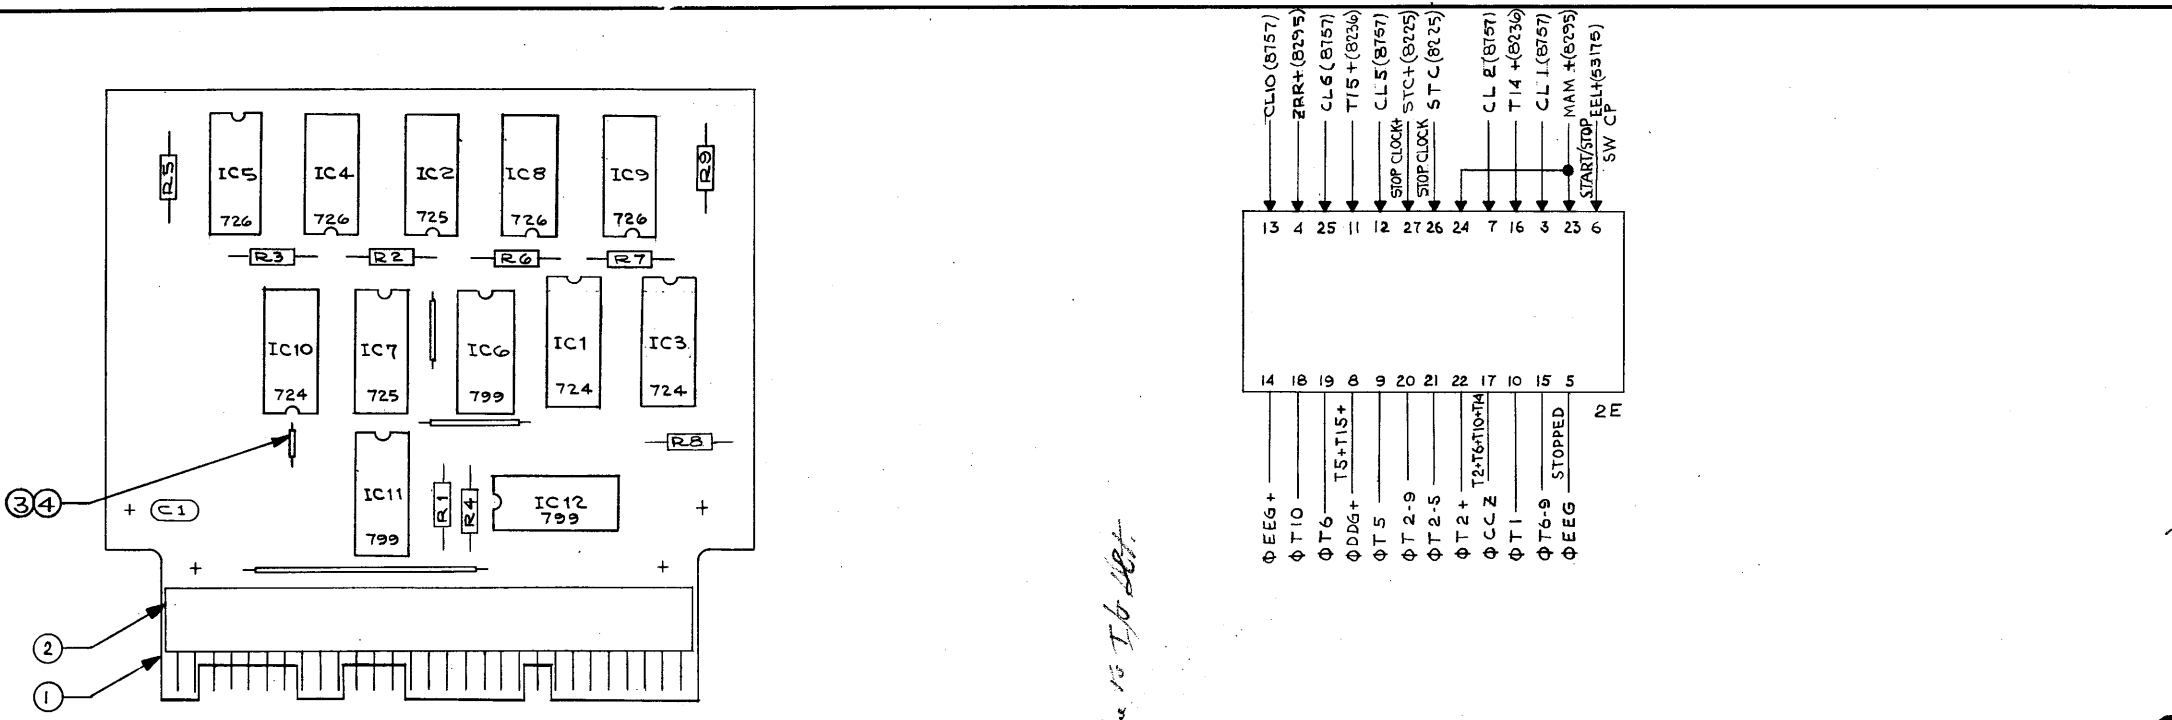 R5
IC5
726
IC4
726
IC2
725
IC8
726
IC9
726
R9
R3
R2
R6
R7
IC10
724
IC7
725
IC6
799
IC1
724
IC3
724
R8
3 4
+ C1
IC11
799
R1
R4
IC12
799
+
+
+
2
1
CL10 (8757)
ZRR+ (8295)
CL6 (8757)
T15+ (8236)
CL5 (8757)
STOP CLOCK+
STC+ (8225)
STOP CLOCK
STC (8225)
CL2 (8757)
T14+ (8236)
CL1 (8757)
MAM+ (8295)
START/STOP
EEL+ (53175)
SW CP
13 4 25 11 12 27 26 24 7 16 3 23 6
14 18 19 8 9 20 21 22 17 10 15 5
2E
T5+T15+
T2+T6+T10+T14
STOPPED
ΦEEG+
ΦT10
ΦT6
ΦDDG+
ΦT5
ΦT2-9
ΦT2-5
ΦT2+
ΦCCZ
ΦT1
ΦT6-9
ΦEEG